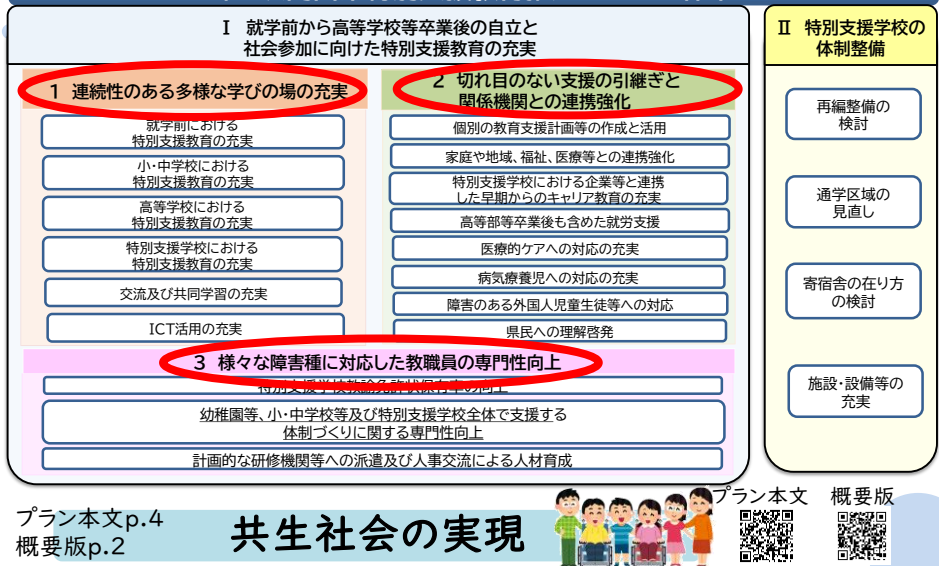 Ⅰ 就学前から高等学校等卒業後の自立と
社会参加に向けた特別支援教育の充実
1 連続性のある多様な学びの場の充実
就学前における
特別支援教育の充実
小・中学校における
特別支援教育の充実
高等学校における
特別支援教育の充実
特別支援学校における
特別支援教育の充実
交流及び共同学習の充実
ICT活用の充実
2 切れ目のない支援の引継ぎと
関係機関との連携強化
個別の教育支援計画等の作成と活用
家庭や地域、福祉、医療等との連携強化
特別支援学校における企業等と連携
した早期からのキャリア教育の充実
高等部等卒業後も含めた就労支援
医療的ケアへの対応の充実
病気療養児への対応の充実
障害のある外国人児童生徒等への対応
県民への理解啓発
3 様々な障害種に対応した教職員の専門性向上
特別支援学校教諭免許状保有率の向上
幼稚園等、小・中学校等及び特別支援学校全体で支援する
体制づくりに関する専門性向上
計画的な研修機関等への派遣及び人事交流による人材育成
Ⅱ 特別支援学校の
体制整備
再編整備の
検討
通学区域の
見直し
寄宿舎の在り方
の検討
施設・設備等の
充実
プラン本文p.4
概要版p.2
共生社会の実現
プラン本文 概要版